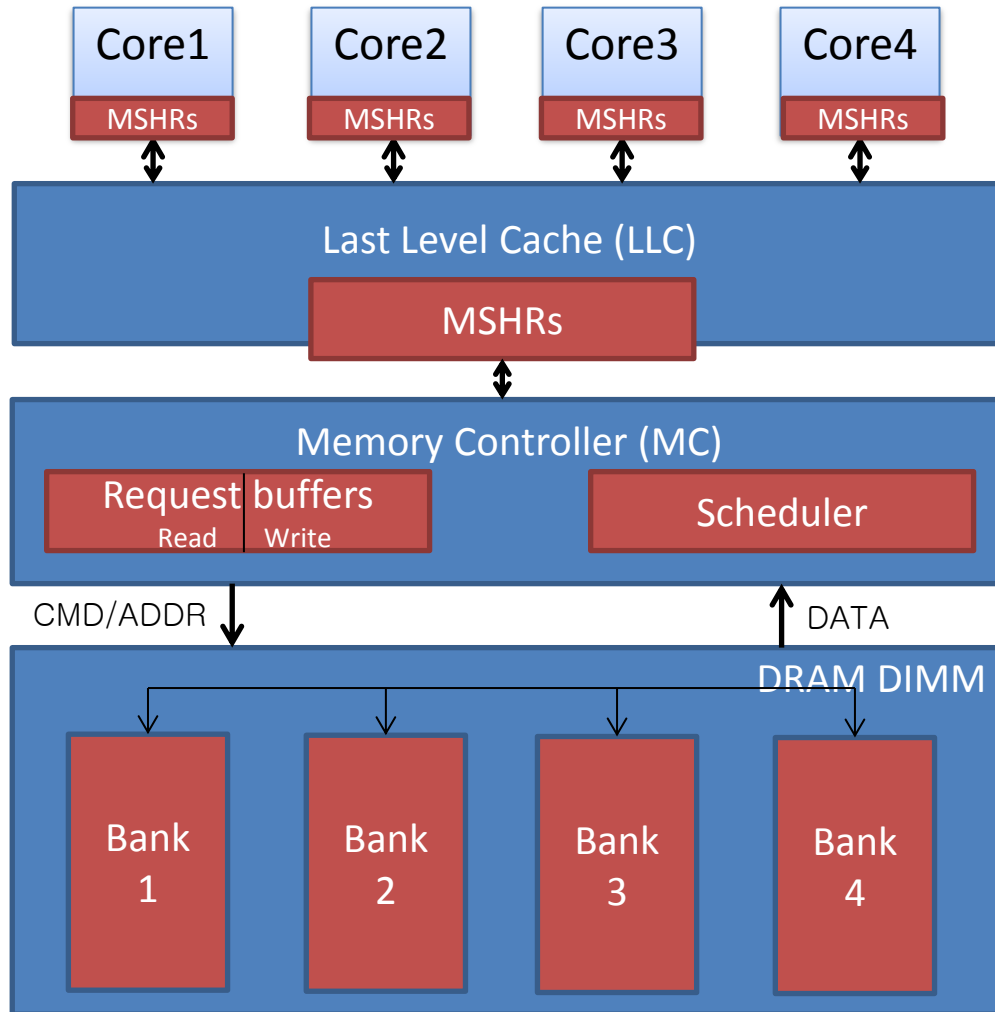 Core1
Core2
Core3
Core4
MSHRs
MSHRs
MSHRs
MSHRs
Last Level Cache (LLC)
MSHRs
Memory Controller (MC)
Request buffers
Read
Write
Scheduler
CMD/ADDR
DATA
DRAM DIMM
Bank
1
Bank
2
Bank
3
Bank
4